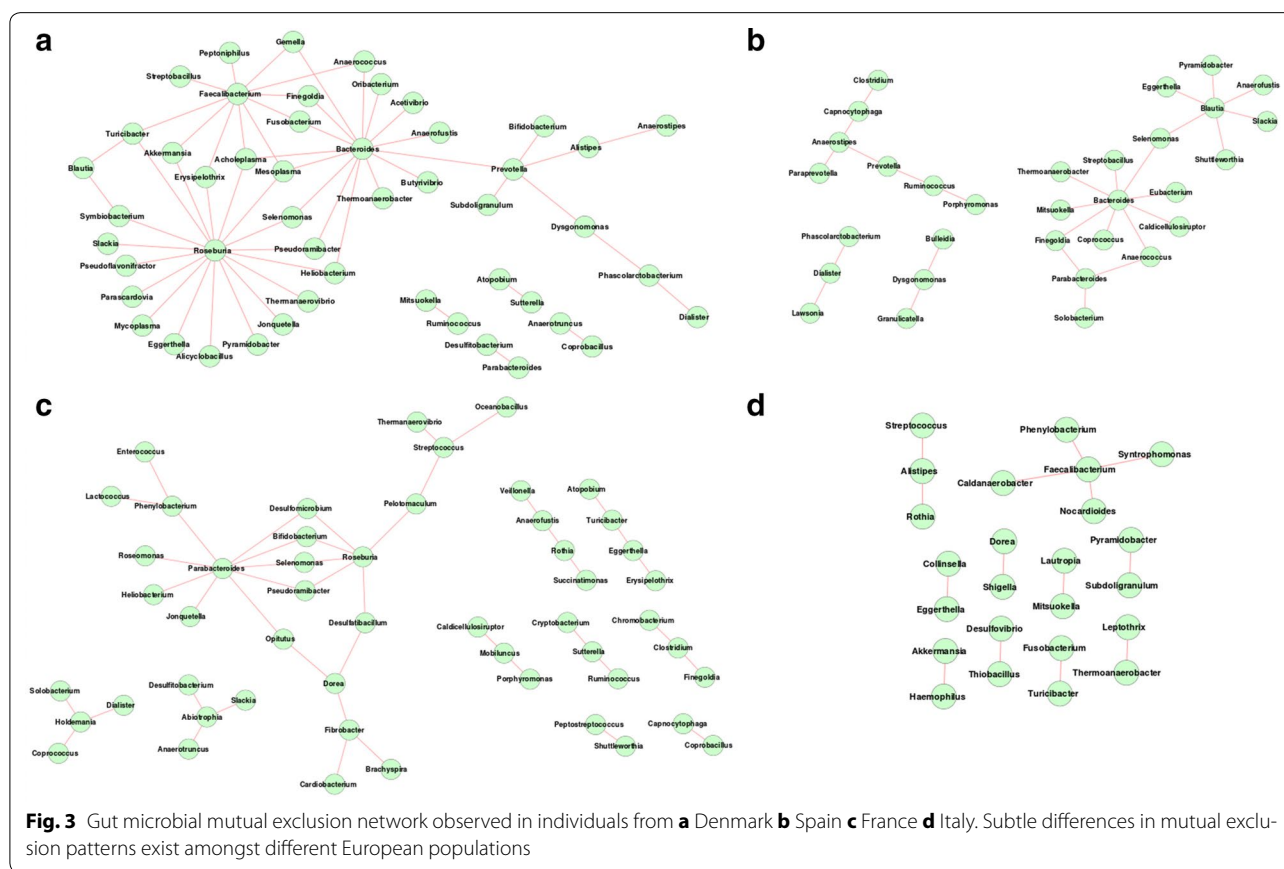 a
Gemella
Peptoniphilus
Anaerococcus
Streptobacillus
Oribacterium
Faecalibacterium
Finegoldia
Acetivibrio
Fusobacterium
Turicibacter
Anaerofustis
Bifidobacterium
Anaerostipes
Akkermansia
Acholeplasma
Bacteroides
Alistipes
Blautia
Erysipelothrix
Mesoplasma
Prevotella
Butyrivibrio
Thermoanaerobacter
Subdoligranulum
Symbiobacterium
Selenomonas
Dysgonomonas
Slackia
Roseburia
Pseudoramibacter
Pseudoflavonifractor
Heliobacterium
Phascolarctobacterium
Parascardovia
Thermanaerovibrio
Atopobium
Mitsuokella
Sutterella
Mycoplasma
Jonquetella
Ruminococcus
Anaerotruncus
Dialister
Eggerthella
Pyramidobacter
Desulfitobacterium
Coprobacillus
Alicyclobacillus
Parabacteroides
b
Pyramidobacter
Clostridium
Eggerthella
Anaerofustis
Capnocytophaga
Blautia
Slackia
Anaerostipes
Selenomonas
Prevotella
Streptobacillus
Shuttleworthia
Paraprevotella
Thermoanaerobacter
Ruminococcus
Eubacterium
Porphyromonas
Bacteroides
Mitsuokella
Caldicellulosiruptor
Phascolarctobacterium
Bulleidia
Finegoldia
Coprococcus
Anaerococcus
Dialister
Dysgonomonas
Parabacteroides
Lawsonia
Granulicatella
Solobacterium
c
Oceanobacillus
Thermanaerovibrio
Streptococcus
Enterococcus
Lactococcus
Phenylobacterium
Pelotomaculum
Veillonella
Atopobium
Desulfomicrobium
Anaerofustis
Turicibacter
Bifidobacterium
Roseomonas
Roseburia
Rothia
Eggerthella
Parabacteroides
Selenomonas
Succinatimonas
Erysipelothrix
Heliobacterium
Pseudoramibacter
Jonquetella
Desulfatibacillum
Caldicellulosiruptor
Cryptobacterium
Chromobacterium
Opitutus
Mobiluncus
Sutterella
Clostridium
Porphyromonas
Ruminococcus
Finegoldia
Solobacterium
Desulfitobacterium
Dorea
Dialister
Slackia
Holdemania
Abiotrophia
Fibrobacter
Peptostreptococcus
Capnocytophaga
Coprococcus
Anaerotruncus
Shuttleworthia
Coprobacillus
Brachyspira
Cardiobacterium
d
Streptococcus
Phenylobacterium
Syntrophomonas
Alistipes
Faecalibacterium
Caldanaerobacter
Rothia
Nocardioides
Dorea
Pyramidobacter
Collinsella
Lautropia
Shigella
Subdoligranulum
Eggerthella
Mitsuokella
Desulfovibrio
Leptothrix
Akkermansia
Fusobacterium
Thiobacillus
Thermoanaerobacter
Haemophilus
Turicibacter
Fig. 3 Gut microbial mutual exclusion network observed in individuals from a Denmark b Spain c France d Italy. Subtle differences in mutual exclu-
sion patterns exist amongst different European populations